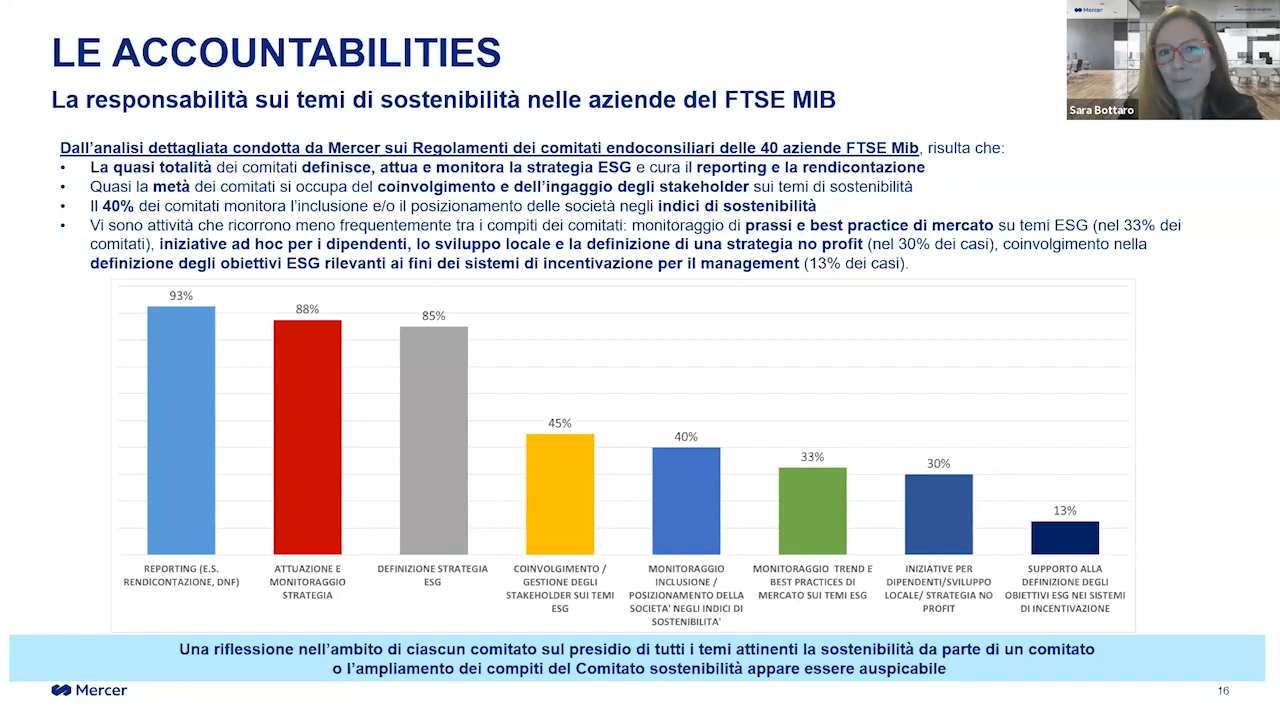 Mercer
LE ACCOUNTABILITIES
La responsabilità sui temi di sostenibilità nelle aziende del FTSE MIB
Sara Bottaro
Dall'analisi dettagliata condotta da Mercer sui Regolamenti dei comitati endoconsiliari delle 40 aziende FTSE Mib, risulta che:
• La quasi totalità dei comitati definisce, attua e monitora la strategia ESG e cura il reporting e la rendicontazione
• Quasi la metà dei comitati si occupa del coinvolgimento e dell'ingaggio degli stakeholder sui temi di sostenibilità
• Il 40% dei comitati monitora l'inclusione e/o il posizionamento delle società negli indici di sostenibilità
• Vi sono attività che ricorrono meno frequentemente tra i compiti dei comitati: monitoraggio di prassi e best practice di mercato su temi ESG (nel 33% dei
comitati), iniziative ad hoc per i dipendenti, lo sviluppo locale e la definizione di una strategia no profit (nel 30% dei casi), coinvolgimento nella
definizione degli obiettivi ESG rilevanti ai fini dei sistemi di incentivazione per il management (13% dei casi).
93%
88%
85%
45%
40%
33%
30%
13%
REPORTING (E.S.
RENDICONTAZIONE, DNF)
ATTUAZIONE E
MONITORAGGIO
STRATEGIA
DEFINIZIONE STRATEGIA
ESG
COINVOLGIMENTO /
GESTIONE DEGLI
STAKEHOLDER SUI TEMI
ESG
MONITORAGGIO
INCLUSIONE /
POSIZIONAMENTO DELLA
SOCIETA' NEGLI INDICI DI
SOSTENIBILITA'
MONITORAGGIO TREND E
BEST PRACTICES DI
MERCATO SUI TEMI ESG
INIZIATIVE PER
DIPENDENTI/SVILUPPO
LOCALE/ STRATEGIA NO
PROFIT
SUPPORTO ALLA
DEFINIZIONE DEGLI
OBIETTIVI ESG NEI SISTEMI
DI INCENTIVAZIONE
Una riflessione nell'ambito di ciascun comitato sul presidio di tutti i temi attinenti la sostenibilità da parte di un comitato
o l'ampliamento dei compiti del Comitato sostenibilità appare essere auspicabile
Mercer
16